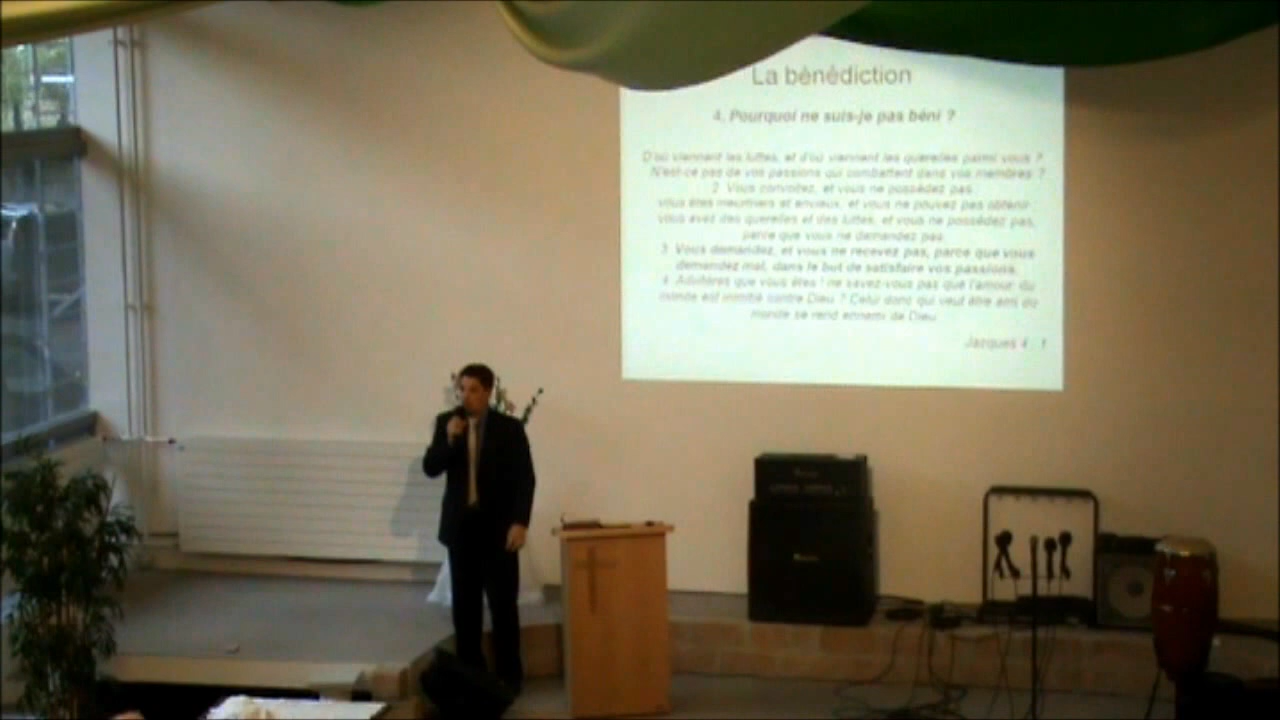 La bénédiction
4. Pourquoi ne suis-je pas béni ?
D'où viennent les luttes, et d'où viennent les querelles parmi vous ?
N'est-ce pas de vos passions qui combattent dans vos membres ?
2 Vous convoitez, et vous ne possédez pas
vous êtes meurtriers et envieux, et vous ne pouvez pas obtenir
vous avez des querelles et des luttes, et vous ne possédez pas,
parce que vous ne demandez pas.
3 Vous demandez, et vous ne recevez pas, parce que vous
demandez mal, dans le but de satisfaire vos passions.
4 Adultères que vous êtes ! ne savez-vous pas que l'amour du
monde est inimitié contre Dieu ? Celui donc qui veut être ami du
monde se rend ennemi de Dieu.
Jacques 4 : 1